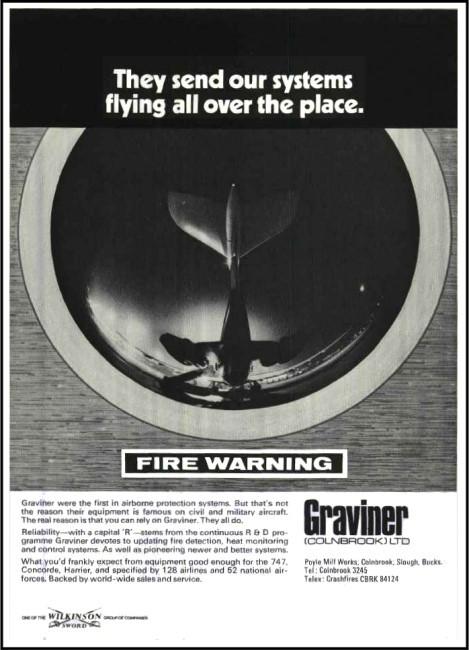 They send our systems
flying all over the place.
FIRE WARNING
Graviner were the first in airborne protection systems. But that's not
the reason their equipment is famous on civil and military aircraft.
The real reason is that you can rely on Graviner. They all do.
Reliability—with a capital 'R'—stems from the continuous R & D pro-
gramme Graviner devotes to updating fire detection, heat monitoring
and control systems. As well as pioneering newer and better systems.
What you'd frankly expect from equipment good enough for the 747,
Concorde, Harrier, and specified by 128 airlines and 52 national air-
forces. Backed by world-wide sales and service.
Graviner
(COLNBROOK) LTD
Poyle Mill Works; Colnbrook; Slough, Bucks.
Tel: Colnbrook 3245
Telex: Crashfires CBRK 84124
ONE OF THE WILKINSON SWORD GROUP OF COMPANIES